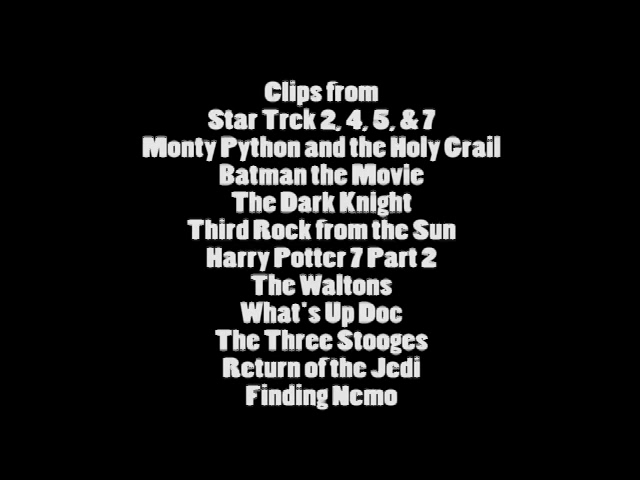 Clips from
Star Trek 2, 4, 5, & 7
Monty Python and the Holy Grail
Batman the Movie
The Dark Knight
Third Rock from the Sun
Harry Potter 7 Part 2
The Waltons
What's Up Doc
The Three Stooges
Return of the Jedi
Finding Nemo